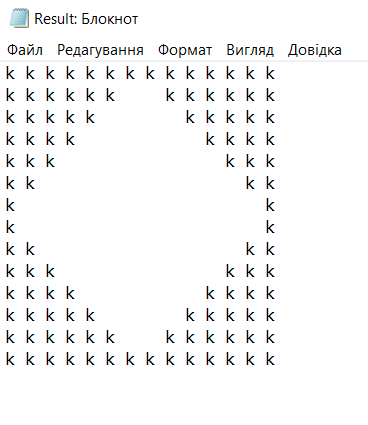 Result: Блокнот
Файл Редагування Формат Вигляд Довідка
k k k k k k k k k k k k k k
k k k k k k     k k k k k k
k k k k k         k k k k k
k k k k             k k k k
k k k                 k k k
k k                     k k
k                         k
k                         k
k k                     k k
k k k                 k k k
k k k k             k k k k
k k k k k         k k k k k
k k k k k k     k k k k k k
k k k k k k k k k k k k k k